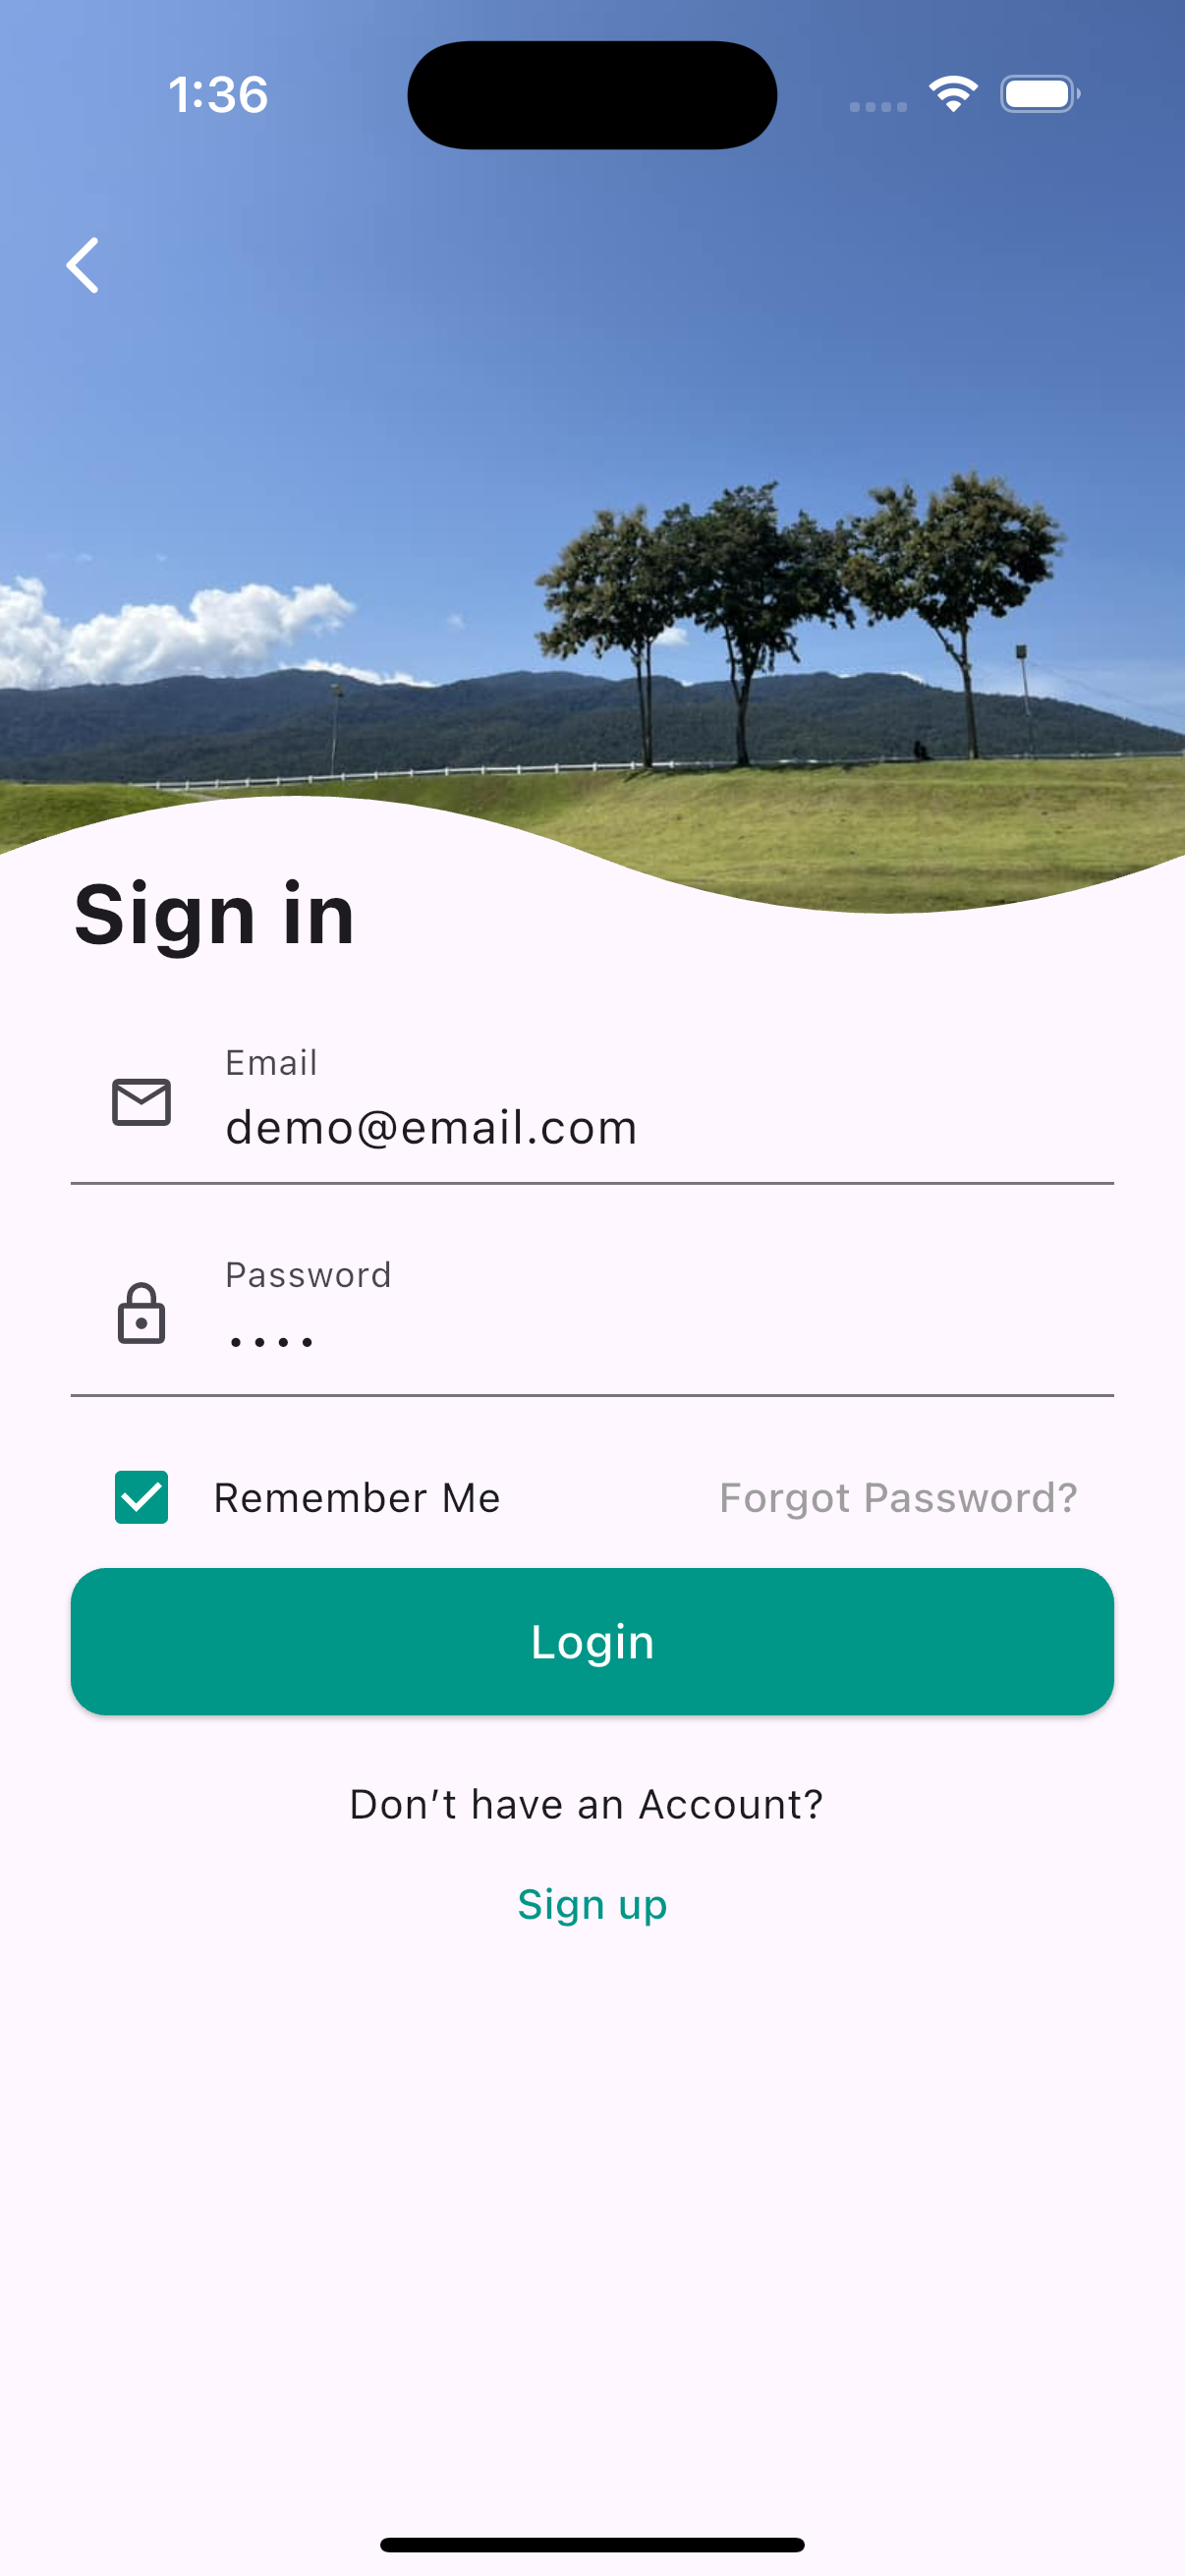 1:36
Sign in
Email
demo@email.com
Password
••••
Remember Me Forgot Password?
Login
Don’t have an Account?
Sign up